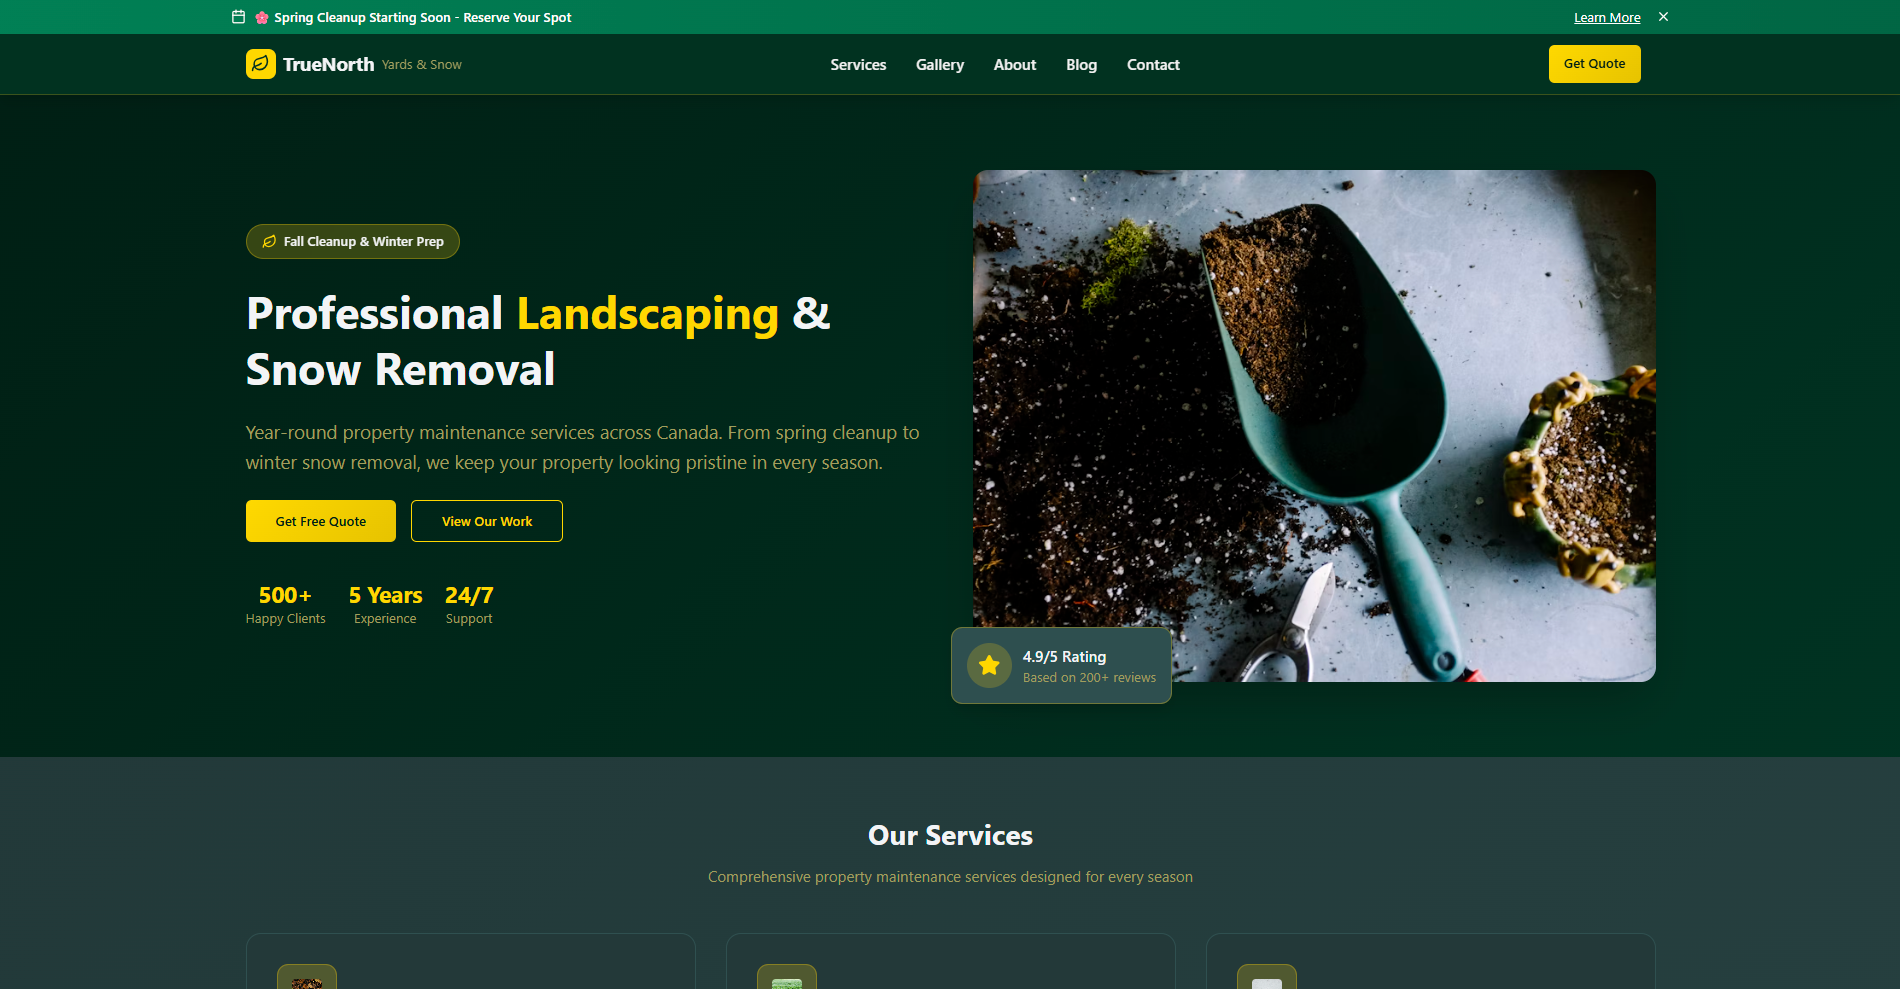 🌸 Spring Cleanup Starting Soon - Reserve Your Spot
Learn More
TrueNorth Yards & Snow
Services
Gallery
About
Blog
Contact
Get Quote
Fall Cleanup & Winter Prep
Professional Landscaping &
Snow Removal
Year-round property maintenance services across Canada. From spring cleanup to
winter snow removal, we keep your property looking pristine in every season.
Get Free Quote
View Our Work
500+
Happy Clients
5 Years
Experience
24/7
Support
4.9/5 Rating
Based on 200+ reviews
Our Services
Comprehensive property maintenance services designed for every season